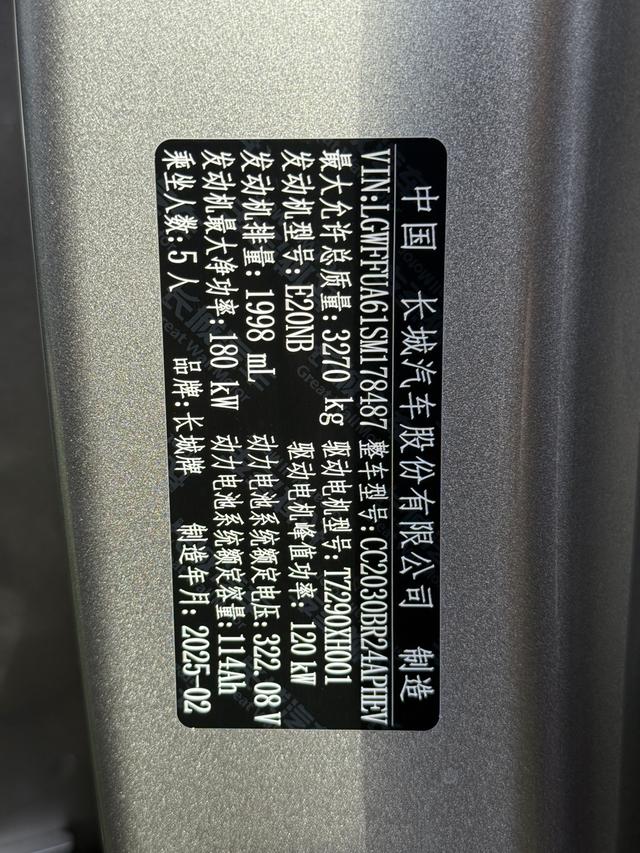 中国 长城汽车股份有限公司 制造
VIN:LGWFFUA61SM178487 整车型号:CC2030BR24APHEV
最大允许总质量:3270 kg 驱动电机型号:TZ290XH001
发动机型号:E20NB 驱动电机峰值功率:120 kW
发动机排量:1998 mL 动力电池系统额定电压:322.08 V
发动机最大净功率:180 kW 动力电池系统额定容量:114Ah
乘坐人数:5人 品牌:长城牌 制造年月:2025-02